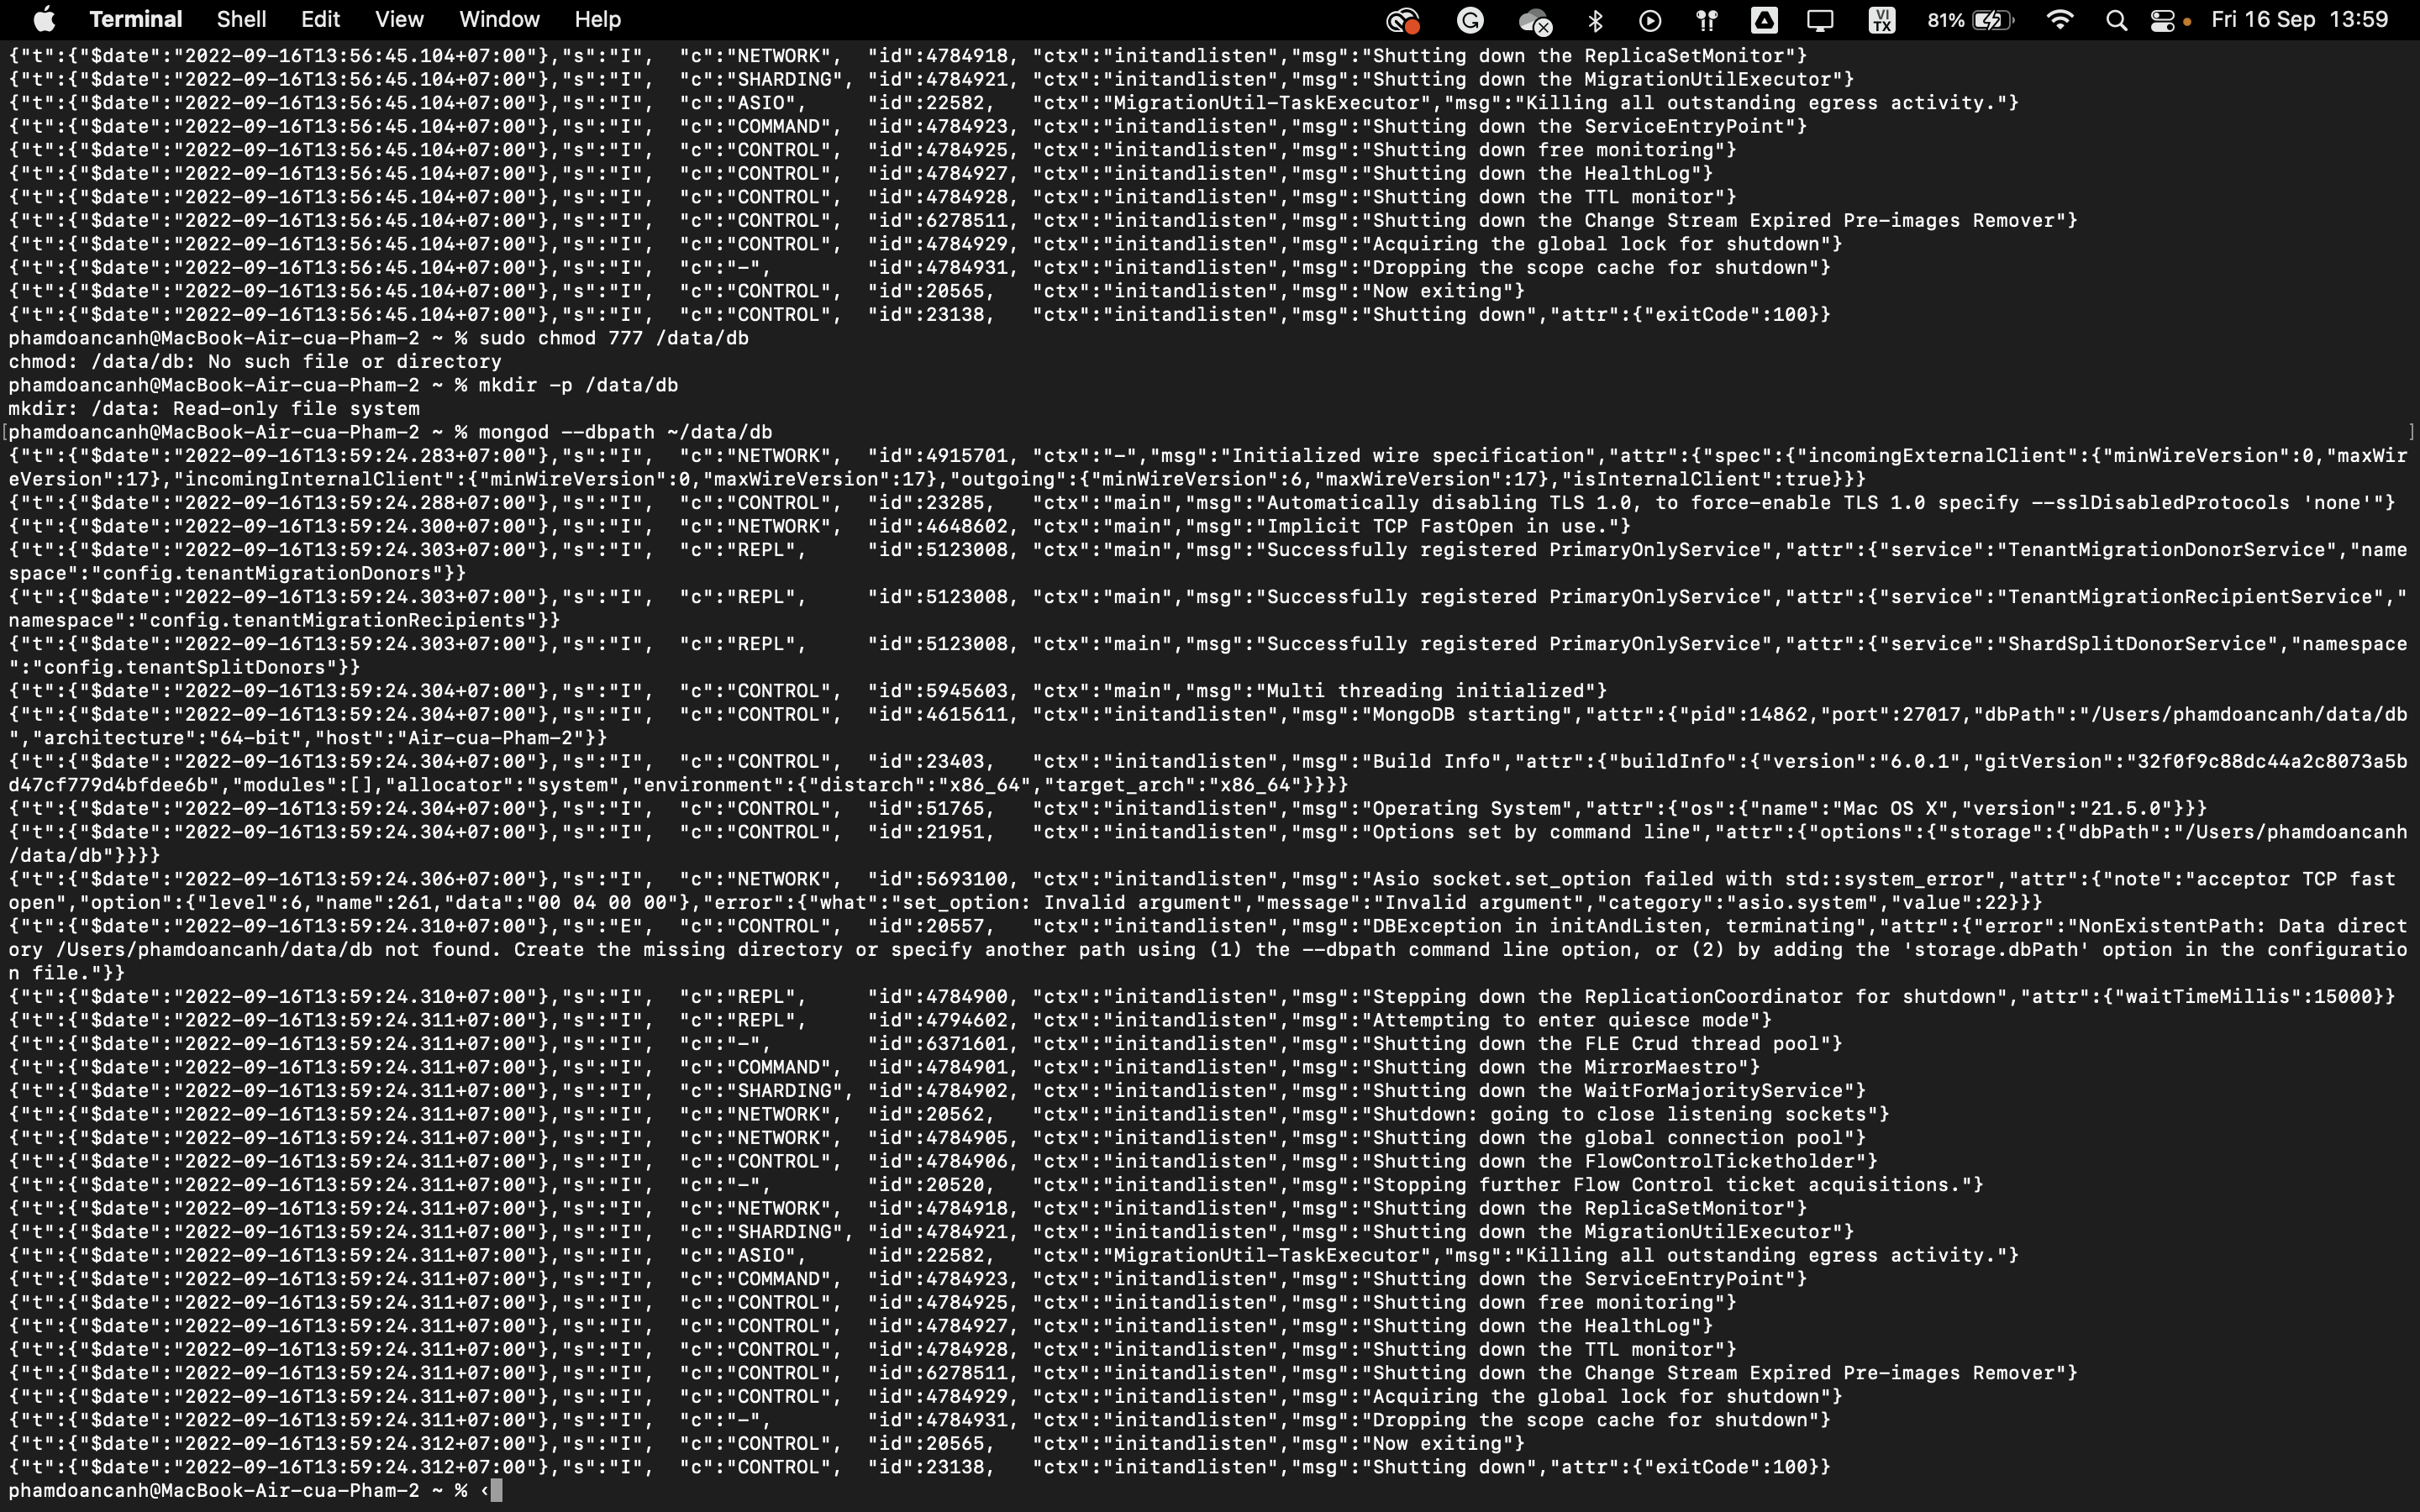 Terminal Shell Edit View Window Help VI TX 81% Fri 16 Sep 13:59
{"t":{"$date":"2022-09-16T13:56:45.104+07:00"},"s":"I", "c":"NETWORK", "id":4784918, "ctx":"initandlisten","msg":"Shutting down the ReplicaSetMonitor"}
{"t":{"$date":"2022-09-16T13:56:45.104+07:00"},"s":"I", "c":"SHARDING", "id":4784921, "ctx":"initandlisten","msg":"Shutting down the MigrationUtilExecutor"}
{"t":{"$date":"2022-09-16T13:56:45.104+07:00"},"s":"I", "c":"ASIO", "id":22582, "ctx":"MigrationUtil-TaskExecutor","msg":"Killing all outstanding egress activity."}
{"t":{"$date":"2022-09-16T13:56:45.104+07:00"},"s":"I", "c":"COMMAND", "id":4784923, "ctx":"initandlisten","msg":"Shutting down the ServiceEntryPoint"}
{"t":{"$date":"2022-09-16T13:56:45.104+07:00"},"s":"I", "c":"CONTROL", "id":4784925, "ctx":"initandlisten","msg":"Shutting down free monitoring"}
{"t":{"$date":"2022-09-16T13:56:45.104+07:00"},"s":"I", "c":"CONTROL", "id":4784927, "ctx":"initandlisten","msg":"Shutting down the HealthLog"}
{"t":{"$date":"2022-09-16T13:56:45.104+07:00"},"s":"I", "c":"CONTROL", "id":4784928, "ctx":"initandlisten","msg":"Shutting down the TTL monitor"}
{"t":{"$date":"2022-09-16T13:56:45.104+07:00"},"s":"I", "c":"CONTROL", "id":6278511, "ctx":"initandlisten","msg":"Shutting down the Change Stream Expired Pre-images Remover"}
{"t":{"$date":"2022-09-16T13:56:45.104+07:00"},"s":"I", "c":"CONTROL", "id":4784929, "ctx":"initandlisten","msg":"Acquiring the global lock for shutdown"}
{"t":{"$date":"2022-09-16T13:56:45.104+07:00"},"s":"I", "c":"-", "id":4784931, "ctx":"initandlisten","msg":"Dropping the scope cache for shutdown"}
{"t":{"$date":"2022-09-16T13:56:45.104+07:00"},"s":"I", "c":"CONTROL", "id":20565, "ctx":"initandlisten","msg":"Now exiting"}
{"t":{"$date":"2022-09-16T13:56:45.104+07:00"},"s":"I", "c":"CONTROL", "id":23138, "ctx":"initandlisten","msg":"Shutting down","attr":{"exitCode":100}}
phamdoancanh@MacBook-Air-cua-Pham-2 ~ % sudo chmod 777 /data/db
chmod: /data/db: No such file or directory
phamdoancanh@MacBook-Air-cua-Pham-2 ~ % mkdir -p /data/db
mkdir: /data: Read-only file system
[phamdoancanh@MacBook-Air-cua-Pham-2 ~ % mongod --dbpath ~/data/db ]
{"t":{"$date":"2022-09-16T13:59:24.283+07:00"},"s":"I", "c":"NETWORK", "id":4915701, "ctx":"-","msg":"Initialized wire specification","attr":{"spec":{"incomingExternalClient":{"minWireVersion":0,"maxWir
eVersion":17},"incomingInternalClient":{"minWireVersion":0,"maxWireVersion":17},"outgoing":{"minWireVersion":6,"maxWireVersion":17},"isInternalClient":true}}}
{"t":{"$date":"2022-09-16T13:59:24.288+07:00"},"s":"I", "c":"CONTROL", "id":23285, "ctx":"main","msg":"Automatically disabling TLS 1.0, to force-enable TLS 1.0 specify --sslDisabledProtocols 'none'"}
{"t":{"$date":"2022-09-16T13:59:24.300+07:00"},"s":"I", "c":"NETWORK", "id":4648602, "ctx":"main","msg":"Implicit TCP FastOpen in use."}
{"t":{"$date":"2022-09-16T13:59:24.303+07:00"},"s":"I", "c":"REPL", "id":5123008, "ctx":"main","msg":"Successfully registered PrimaryOnlyService","attr":{"service":"TenantMigrationDonorService","name
space":"config.tenantMigrationDonors"}}
{"t":{"$date":"2022-09-16T13:59:24.303+07:00"},"s":"I", "c":"REPL", "id":5123008, "ctx":"main","msg":"Successfully registered PrimaryOnlyService","attr":{"service":"TenantMigrationRecipientService","
namespace":"config.tenantMigrationRecipients"}}
{"t":{"$date":"2022-09-16T13:59:24.303+07:00"},"s":"I", "c":"REPL", "id":5123008, "ctx":"main","msg":"Successfully registered PrimaryOnlyService","attr":{"service":"ShardSplitDonorService","namespace
":"config.tenantSplitDonors"}}
{"t":{"$date":"2022-09-16T13:59:24.304+07:00"},"s":"I", "c":"CONTROL", "id":5945603, "ctx":"main","msg":"Multi threading initialized"}
{"t":{"$date":"2022-09-16T13:59:24.304+07:00"},"s":"I", "c":"CONTROL", "id":4615611, "ctx":"initandlisten","msg":"MongoDB starting","attr":{"pid":14862,"port":27017,"dbPath":"/Users/phamdoancanh/data/db
","architecture":"64-bit","host":"Air-cua-Pham-2"}}
{"t":{"$date":"2022-09-16T13:59:24.304+07:00"},"s":"I", "c":"CONTROL", "id":23403, "ctx":"initandlisten","msg":"Build Info","attr":{"buildInfo":{"version":"6.0.1","gitVersion":"32f0f9c88dc44a2c8073a5b
d47cf779d4bfdee6b","modules":[],"allocator":"system","environment":{"distarch":"x86_64","target_arch":"x86_64"}}}}
{"t":{"$date":"2022-09-16T13:59:24.304+07:00"},"s":"I", "c":"CONTROL", "id":51765, "ctx":"initandlisten","msg":"Operating System","attr":{"os":{"name":"Mac OS X","version":"21.5.0"}}}
{"t":{"$date":"2022-09-16T13:59:24.304+07:00"},"s":"I", "c":"CONTROL", "id":21951, "ctx":"initandlisten","msg":"Options set by command line","attr":{"options":{"storage":{"dbPath":"/Users/phamdoancanh
/data/db"}}}}
{"t":{"$date":"2022-09-16T13:59:24.306+07:00"},"s":"I", "c":"NETWORK", "id":5693100, "ctx":"initandlisten","msg":"Asio socket.set_option failed with std::system_error","attr":{"note":"acceptor TCP fast
open","option":{"level":6,"name":261,"data":"00 04 00 00"},"error":{"what":"set_option: Invalid argument","message":"Invalid argument","category":"asio.system","value":22}}}
{"t":{"$date":"2022-09-16T13:59:24.310+07:00"},"s":"E", "c":"CONTROL", "id":20557, "ctx":"initandlisten","msg":"DBException in initAndListen, terminating","attr":{"error":"NonExistentPath: Data direct
ory /Users/phamdoancanh/data/db not found. Create the missing directory or specify another path using (1) the --dbpath command line option, or (2) by adding the 'storage.dbPath' option in the configuratio
n file."}}
{"t":{"$date":"2022-09-16T13:59:24.310+07:00"},"s":"I", "c":"REPL", "id":4784900, "ctx":"initandlisten","msg":"Stepping down the ReplicationCoordinator for shutdown","attr":{"waitTimeMillis":15000}}
{"t":{"$date":"2022-09-16T13:59:24.311+07:00"},"s":"I", "c":"REPL", "id":4794602, "ctx":"initandlisten","msg":"Attempting to enter quiesce mode"}
{"t":{"$date":"2022-09-16T13:59:24.311+07:00"},"s":"I", "c":"-", "id":6371601, "ctx":"initandlisten","msg":"Shutting down the FLE Crud thread pool"}
{"t":{"$date":"2022-09-16T13:59:24.311+07:00"},"s":"I", "c":"COMMAND", "id":4784901, "ctx":"initandlisten","msg":"Shutting down the MirrorMaestro"}
{"t":{"$date":"2022-09-16T13:59:24.311+07:00"},"s":"I", "c":"SHARDING", "id":4784902, "ctx":"initandlisten","msg":"Shutting down the WaitForMajorityService"}
{"t":{"$date":"2022-09-16T13:59:24.311+07:00"},"s":"I", "c":"NETWORK", "id":20562, "ctx":"initandlisten","msg":"Shutdown: going to close listening sockets"}
{"t":{"$date":"2022-09-16T13:59:24.311+07:00"},"s":"I", "c":"NETWORK", "id":4784905, "ctx":"initandlisten","msg":"Shutting down the global connection pool"}
{"t":{"$date":"2022-09-16T13:59:24.311+07:00"},"s":"I", "c":"CONTROL", "id":4784906, "ctx":"initandlisten","msg":"Shutting down the FlowControlTicketholder"}
{"t":{"$date":"2022-09-16T13:59:24.311+07:00"},"s":"I", "c":"-", "id":20520, "ctx":"initandlisten","msg":"Stopping further Flow Control ticket acquisitions."}
{"t":{"$date":"2022-09-16T13:59:24.311+07:00"},"s":"I", "c":"NETWORK", "id":4784918, "ctx":"initandlisten","msg":"Shutting down the ReplicaSetMonitor"}
{"t":{"$date":"2022-09-16T13:59:24.311+07:00"},"s":"I", "c":"SHARDING", "id":4784921, "ctx":"initandlisten","msg":"Shutting down the MigrationUtilExecutor"}
{"t":{"$date":"2022-09-16T13:59:24.311+07:00"},"s":"I", "c":"ASIO", "id":22582, "ctx":"MigrationUtil-TaskExecutor","msg":"Killing all outstanding egress activity."}
{"t":{"$date":"2022-09-16T13:59:24.311+07:00"},"s":"I", "c":"COMMAND", "id":4784923, "ctx":"initandlisten","msg":"Shutting down the ServiceEntryPoint"}
{"t":{"$date":"2022-09-16T13:59:24.311+07:00"},"s":"I", "c":"CONTROL", "id":4784925, "ctx":"initandlisten","msg":"Shutting down free monitoring"}
{"t":{"$date":"2022-09-16T13:59:24.311+07:00"},"s":"I", "c":"CONTROL", "id":4784927, "ctx":"initandlisten","msg":"Shutting down the HealthLog"}
{"t":{"$date":"2022-09-16T13:59:24.311+07:00"},"s":"I", "c":"CONTROL", "id":4784928, "ctx":"initandlisten","msg":"Shutting down the TTL monitor"}
{"t":{"$date":"2022-09-16T13:59:24.311+07:00"},"s":"I", "c":"CONTROL", "id":6278511, "ctx":"initandlisten","msg":"Shutting down the Change Stream Expired Pre-images Remover"}
{"t":{"$date":"2022-09-16T13:59:24.311+07:00"},"s":"I", "c":"CONTROL", "id":4784929, "ctx":"initandlisten","msg":"Acquiring the global lock for shutdown"}
{"t":{"$date":"2022-09-16T13:59:24.311+07:00"},"s":"I", "c":"-", "id":4784931, "ctx":"initandlisten","msg":"Dropping the scope cache for shutdown"}
{"t":{"$date":"2022-09-16T13:59:24.312+07:00"},"s":"I", "c":"CONTROL", "id":20565, "ctx":"initandlisten","msg":"Now exiting"}
{"t":{"$date":"2022-09-16T13:59:24.312+07:00"},"s":"I", "c":"CONTROL", "id":23138, "ctx":"initandlisten","msg":"Shutting down","attr":{"exitCode":100}}
phamdoancanh@MacBook-Air-cua-Pham-2 ~ % ‹